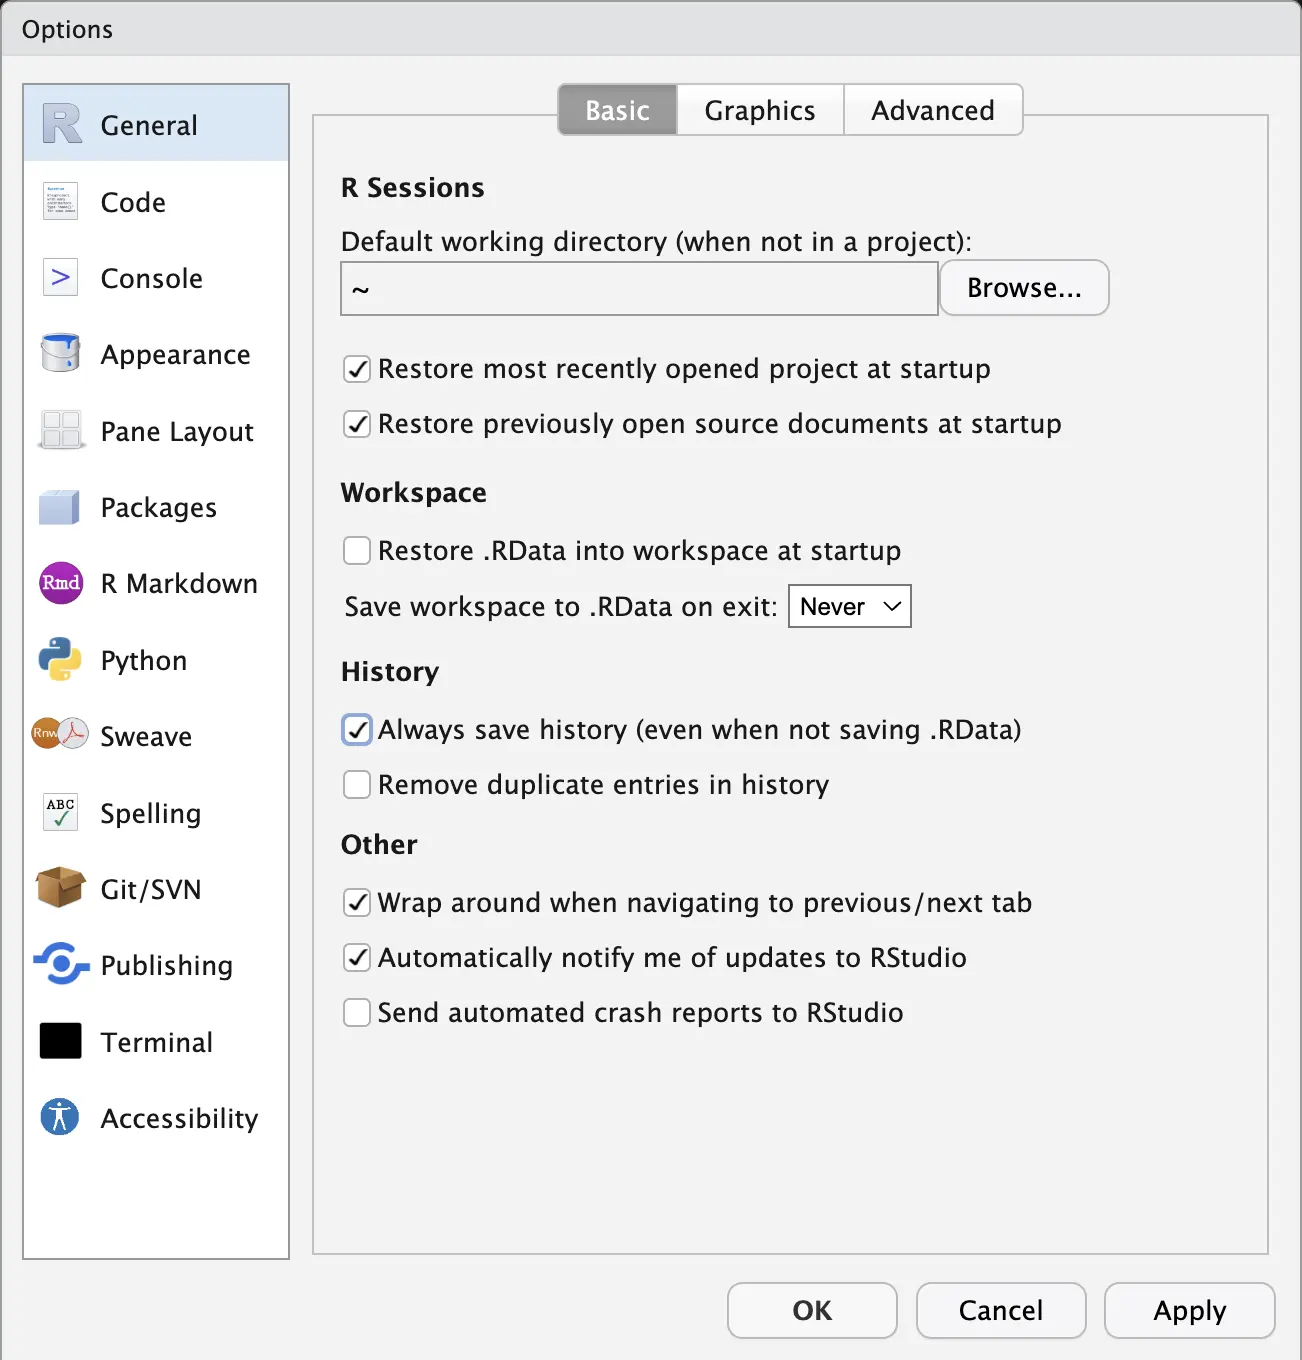 Options
General
Code
Console
Appearance
Pane Layout
Packages
Rmd
R Markdown
Python
Rnw
Sweave
ABC
Spelling
Git/SVN
Publishing
Terminal
Accessibility
Basic
Graphics
Advanced
R Sessions
Default working directory (when not in a project):
~
Browse...
Restore most recently opened project at startup
Restore previously open source documents at startup
Workspace
Restore .RData into workspace at startup
Save workspace to .RData on exit: Never
History
Always save history (even when not saving .RData)
Remove duplicate entries in history
Other
Wrap around when navigating to previous/next tab
Automatically notify me of updates to RStudio
Send automated crash reports to RStudio
OK
Cancel
Apply